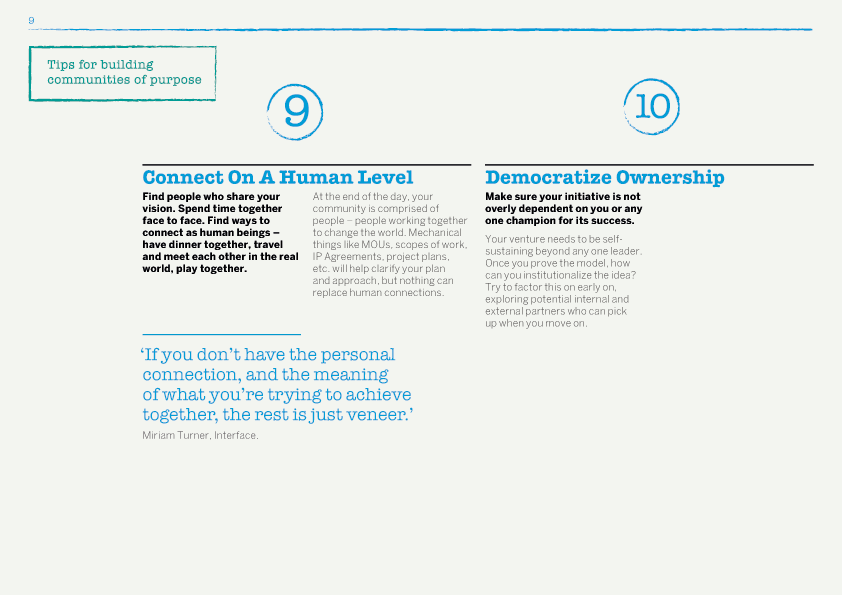 9
Tips for building
communities of purpose
9
Connect On A Human Level
Find people who share your
vision. Spend time together
face to face. Find ways to
connect as human beings –
have dinner together, travel
and meet each other in the real
world, play together.
At the end of the day, your
community is comprised of
people – people working together
to change the world. Mechanical
things like MOUs, scopes of work,
IP Agreements, project plans,
etc. will help clarify your plan
and approach, but nothing can
replace human connections.
‘If you don’t have the personal
connection, and the meaning
of what you’re trying to achieve
together, the rest is just veneer.’
Miriam Turner, Interface.
10
Democratize Ownership
Make sure your initiative is not
overly dependent on you or any
one champion for its success.
Your venture needs to be self-
sustaining beyond any one leader.
Once you prove the model, how
can you institutionalize the idea?
Try to factor this on early on,
exploring potential internal and
external partners who can pick
up when you move on.